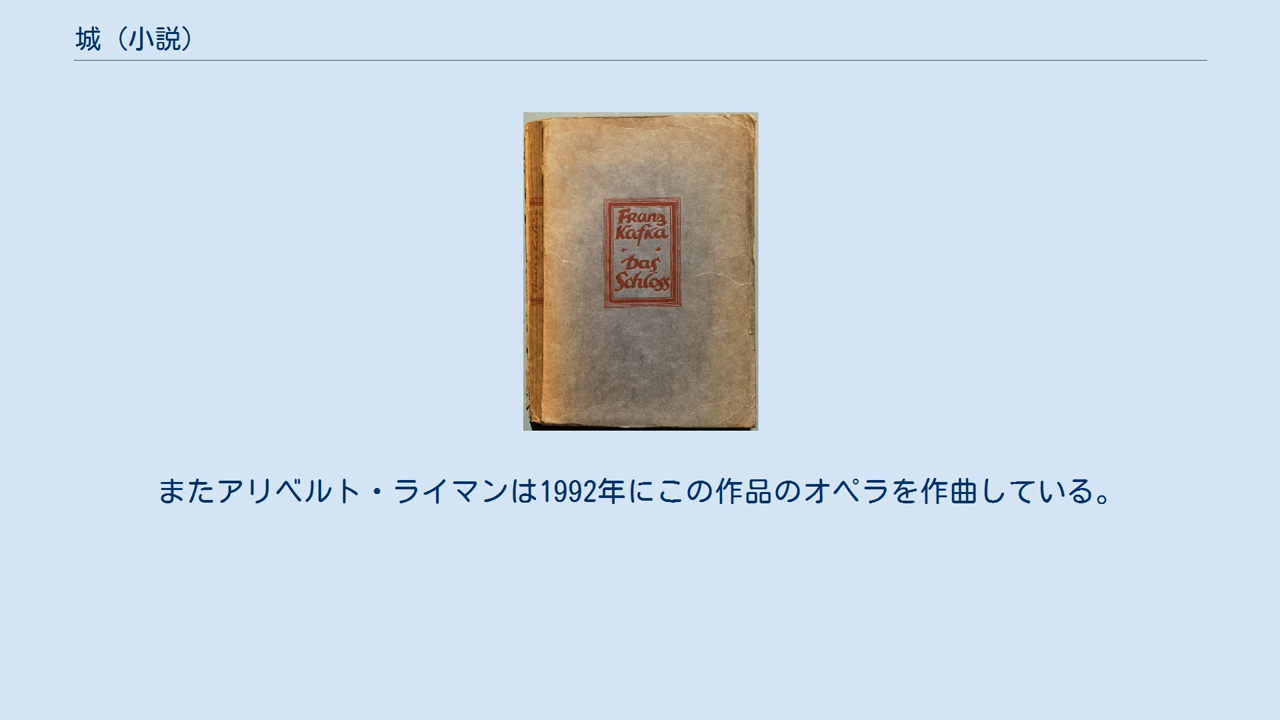 城（小説）
Franz
Kafka
Das
Schloss
またアリベルト・ライマンは1992年にこの作品のオペラを作曲している。